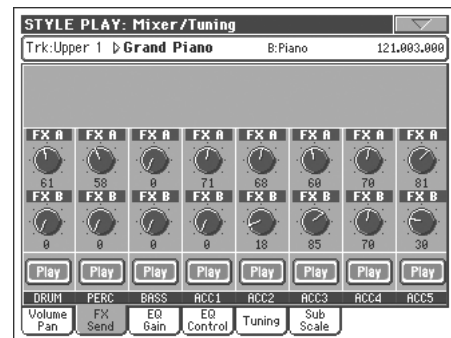 STYLE PLAY: Mixer/Tuning
Trk:Upper 1 Grand Piano B:Piano 121.003.000
FX A FX A FX A FX A FX A FX A FX A FX A
61 58 0 71 68 60 70 81
FX B FX B FX B FX B FX B FX B FX B FX B
0 0 0 0 18 85 70 30
Play Play Play Play Play Play Play Play
DRUM PERC BASS ACC1 ACC2 ACC3 ACC4 ACC5
Volume Pan FX Send EQ Gain EQ Control Tuning Sub Scale